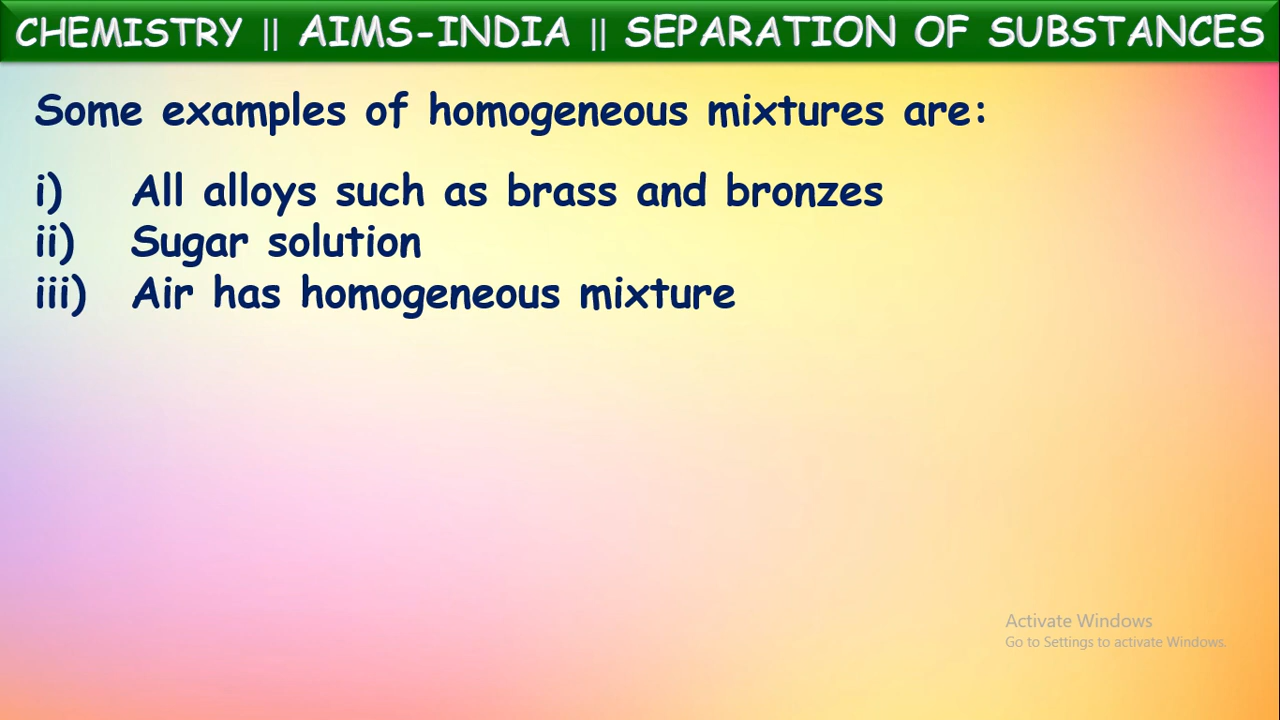 CHEMISTRY || AIMS-INDIA || SEPARATION OF SUBSTANCES
Some examples of homogeneous mixtures are:
i) All alloys such as brass and bronzes
ii) Sugar solution
iii) Air has homogeneous mixture
Activate Windows
Go to Settings to activate Windows.